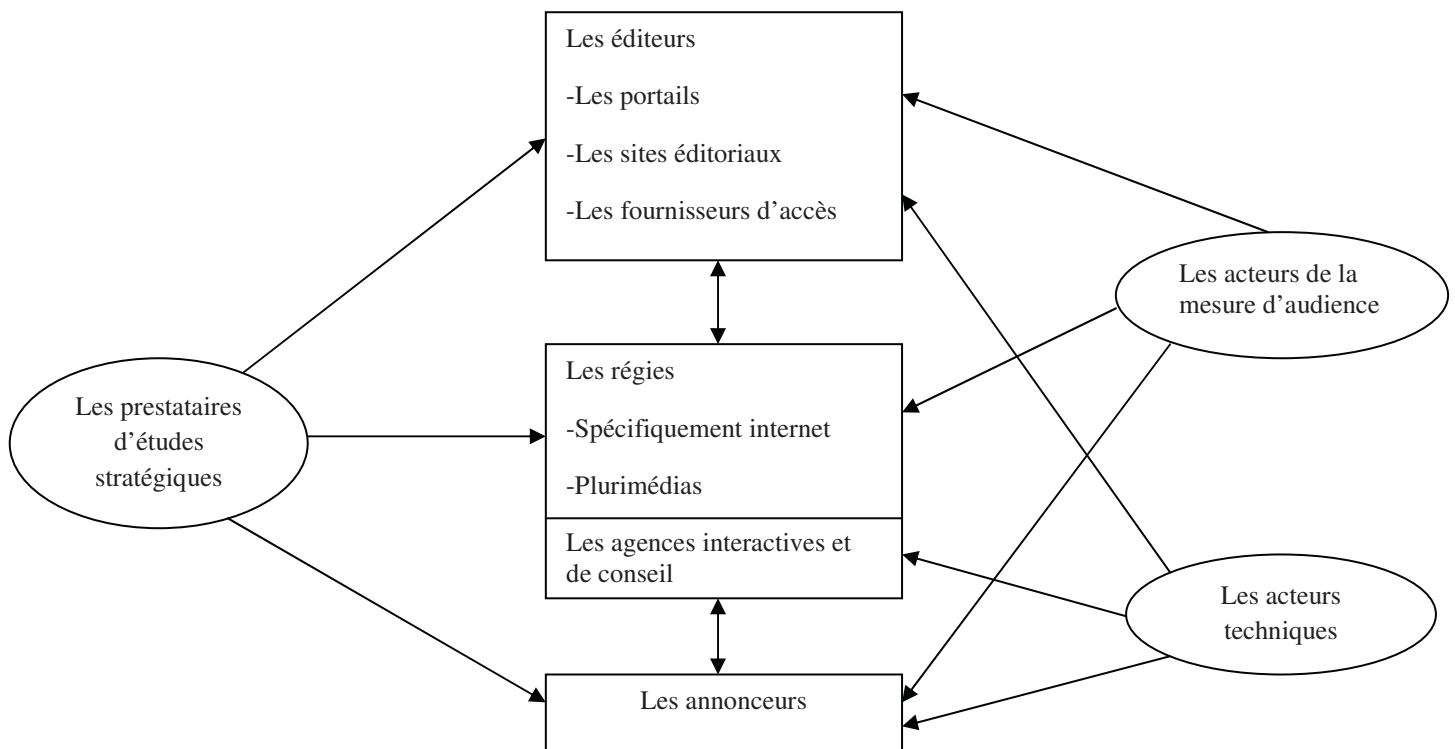 Les éditeurs
-Les portails
-Les sites éditoriaux
-Les fournisseurs d’accès
Les acteurs de la
mesure d’audience
Les régies
-Spécifiquement internet
-Plurimédias
Les prestataires
d’études
stratégiques
Les agences interactives et
de conseil
Les acteurs
techniques
Les annonceurs